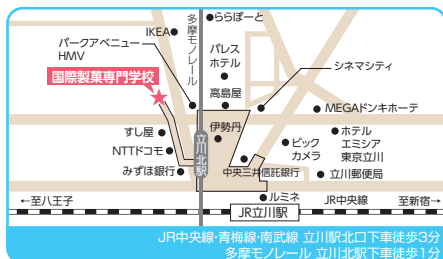 ららぽーと
IKEA
多摩モノレール
パークアベニュー
HMV
パレス
ホテル
シネマシティ
国際製菓専門学校
高島屋
MEGAドンキホーテ
伊勢丹
すし屋
NTTドコモ
みずほ銀行
立川北駅
ビック
カメラ
ホテル
エミシア
東京立川
中央三井信託銀行
立川郵便局
ルミネ
←至八王子
JR立川駅
JR中央線
至新宿→
JR中央線・青梅線・南武線 立川駅北口下車徒歩3分
多摩モノレール 立川北駅下車徒歩1分